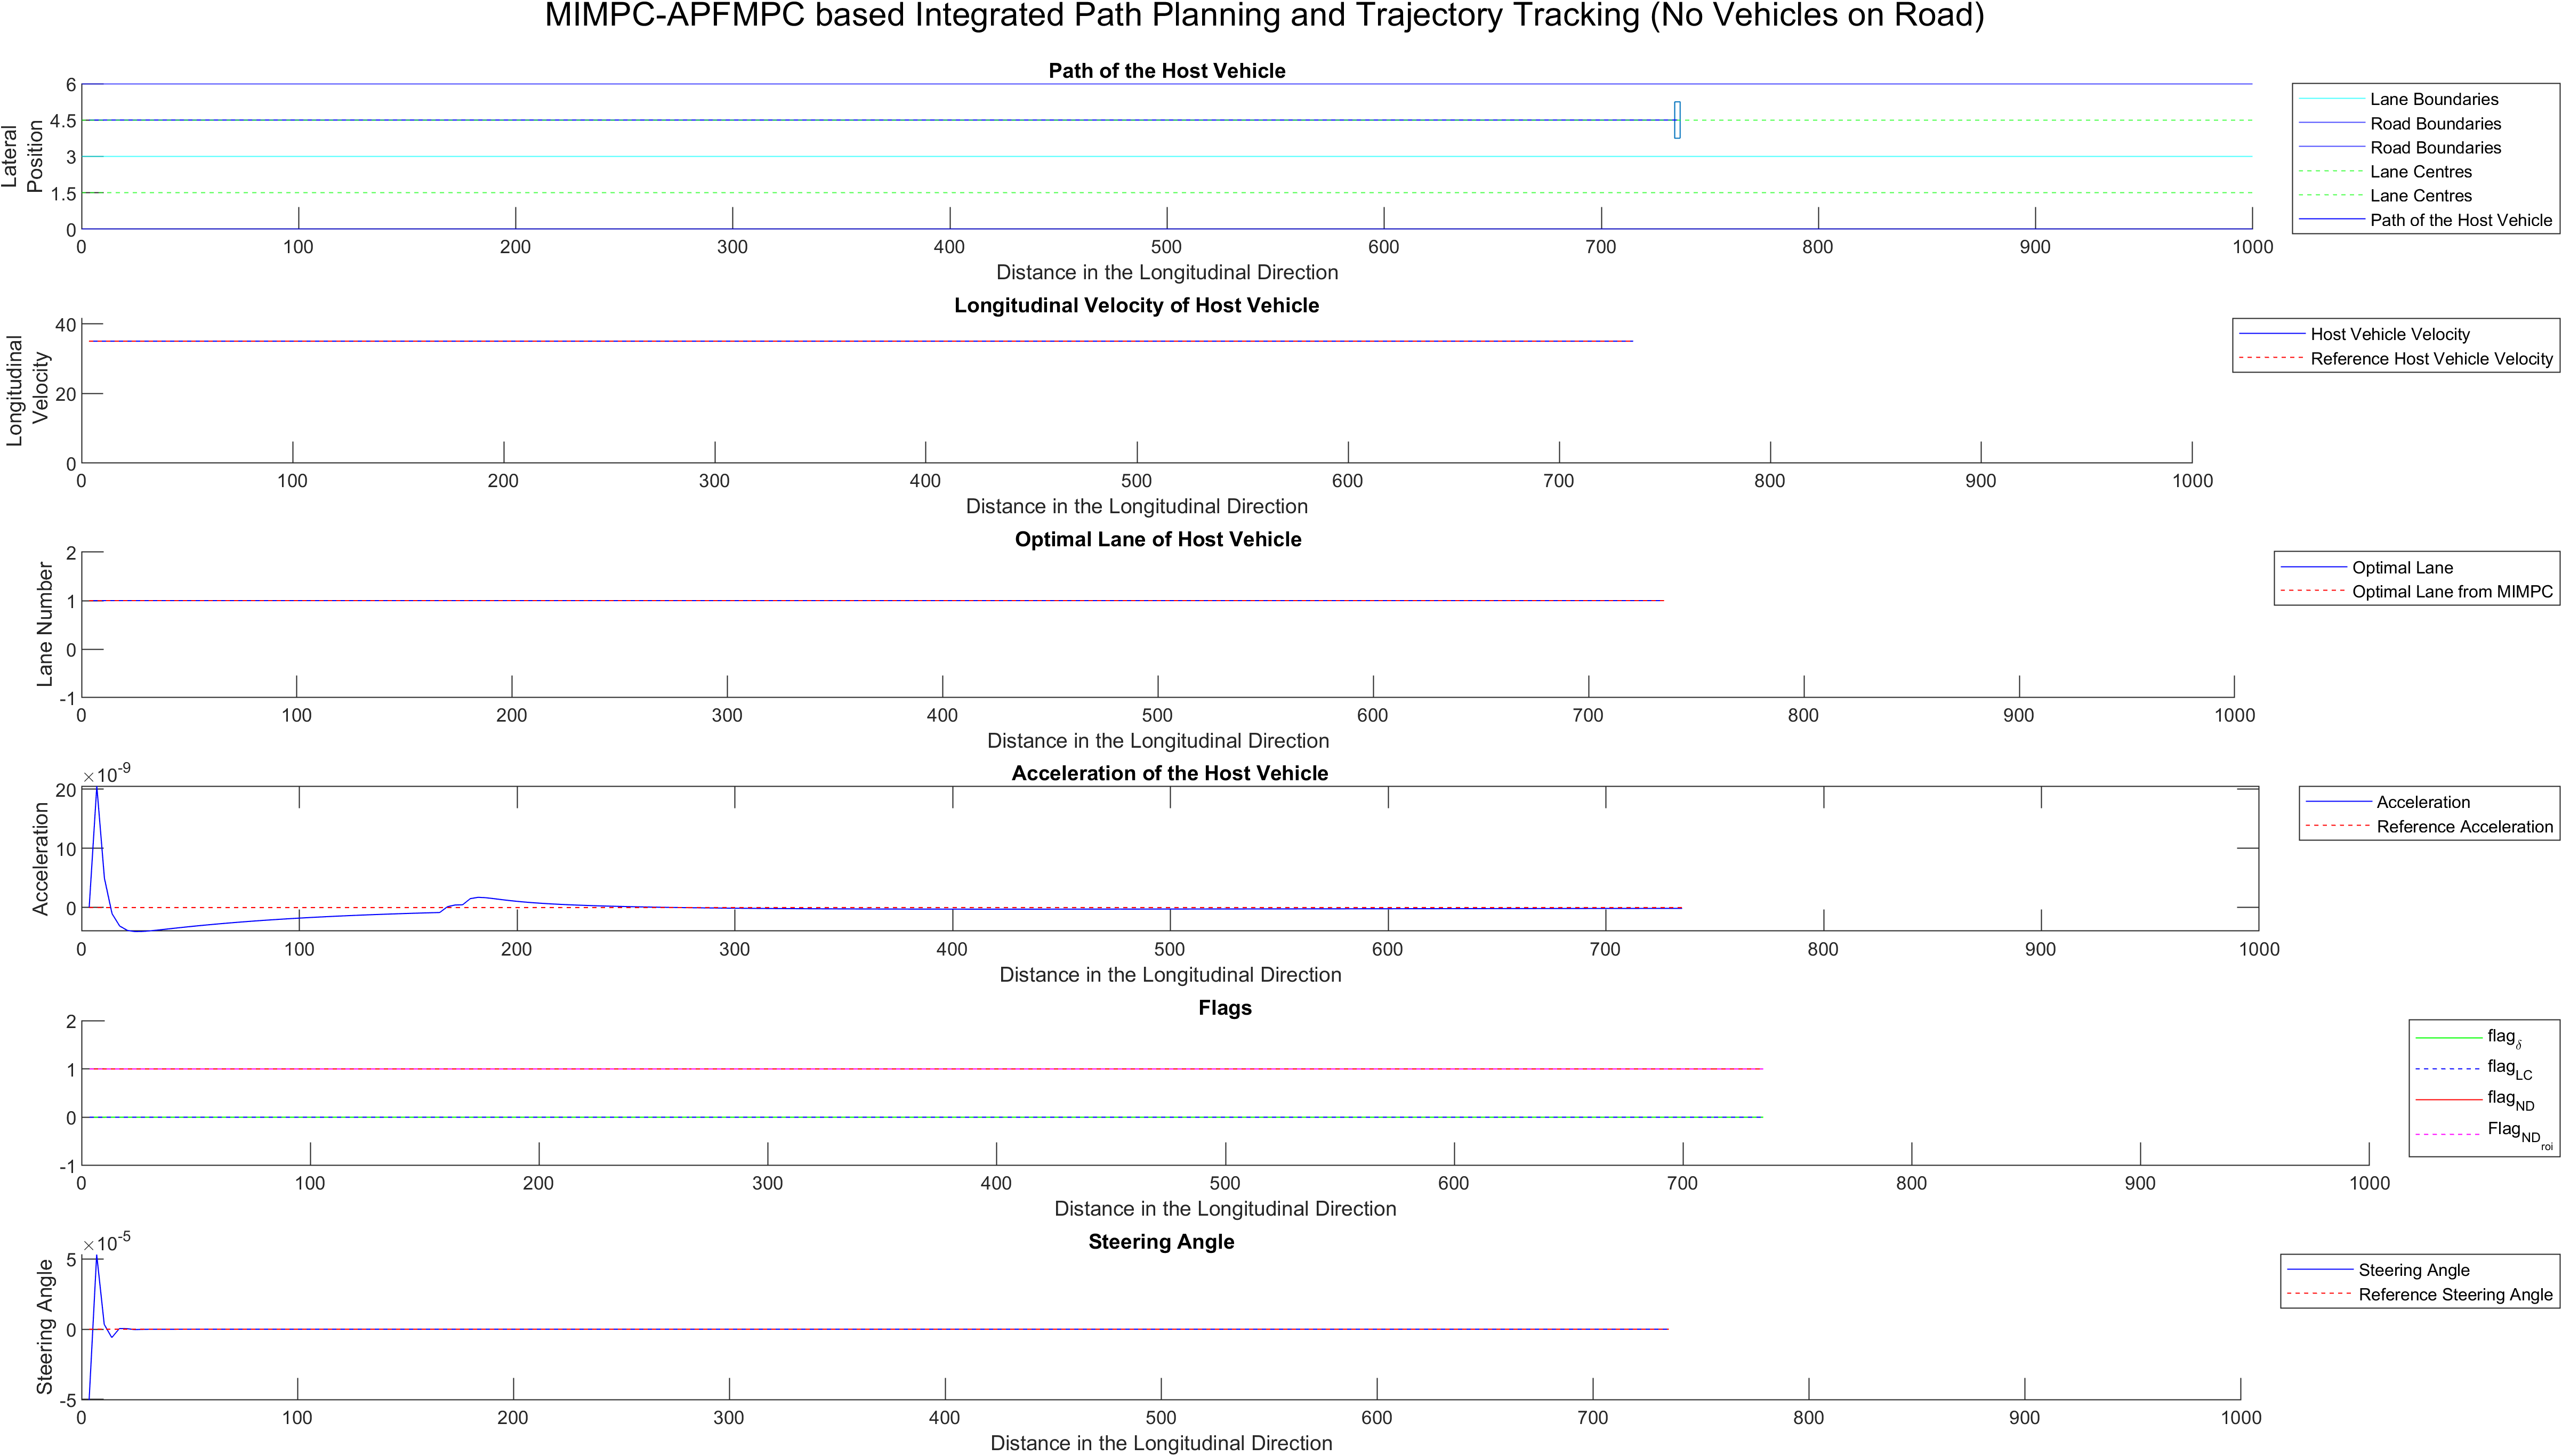 MIMPC-APFMPC based Integrated Path Planning and Trajectory Tracking (No Vehicles on Road)
Path of the Host Vehicle
Lateral
Position
6
4.5
3
1.5
0
0 100 200 300 400 500 600 700 800 900 1000
Distance in the Longitudinal Direction
Lane Boundaries
Road Boundaries
Road Boundaries
Lane Centres
Lane Centres
Path of the Host Vehicle
Longitudinal Velocity of Host Vehicle
Longitudinal
Velocity
40
20
0
0 100 200 300 400 500 600 700 800 900 1000
Distance in the Longitudinal Direction
Host Vehicle Velocity
Reference Host Vehicle Velocity
Optimal Lane of Host Vehicle
Lane Number
2
1
0
-1
0 100 200 300 400 500 600 700 800 900 1000
Distance in the Longitudinal Direction
Optimal Lane
Optimal Lane from MIMPC
Acceleration of the Host Vehicle
×10-9
Acceleration
20
10
0
0 100 200 300 400 500 600 700 800 900 1000
Distance in the Longitudinal Direction
Acceleration
Reference Acceleration
Flags
2
1
0
-1
0 100 200 300 400 500 600 700 800 900 1000
Distance in the Longitudinal Direction
flagδ
flagLC
flagND
FlagNDroi
Steering Angle
×10-5
Steering Angle
5
0
-5
0 100 200 300 400 500 600 700 800 900 1000
Distance in the Longitudinal Direction
Steering Angle
Reference Steering Angle